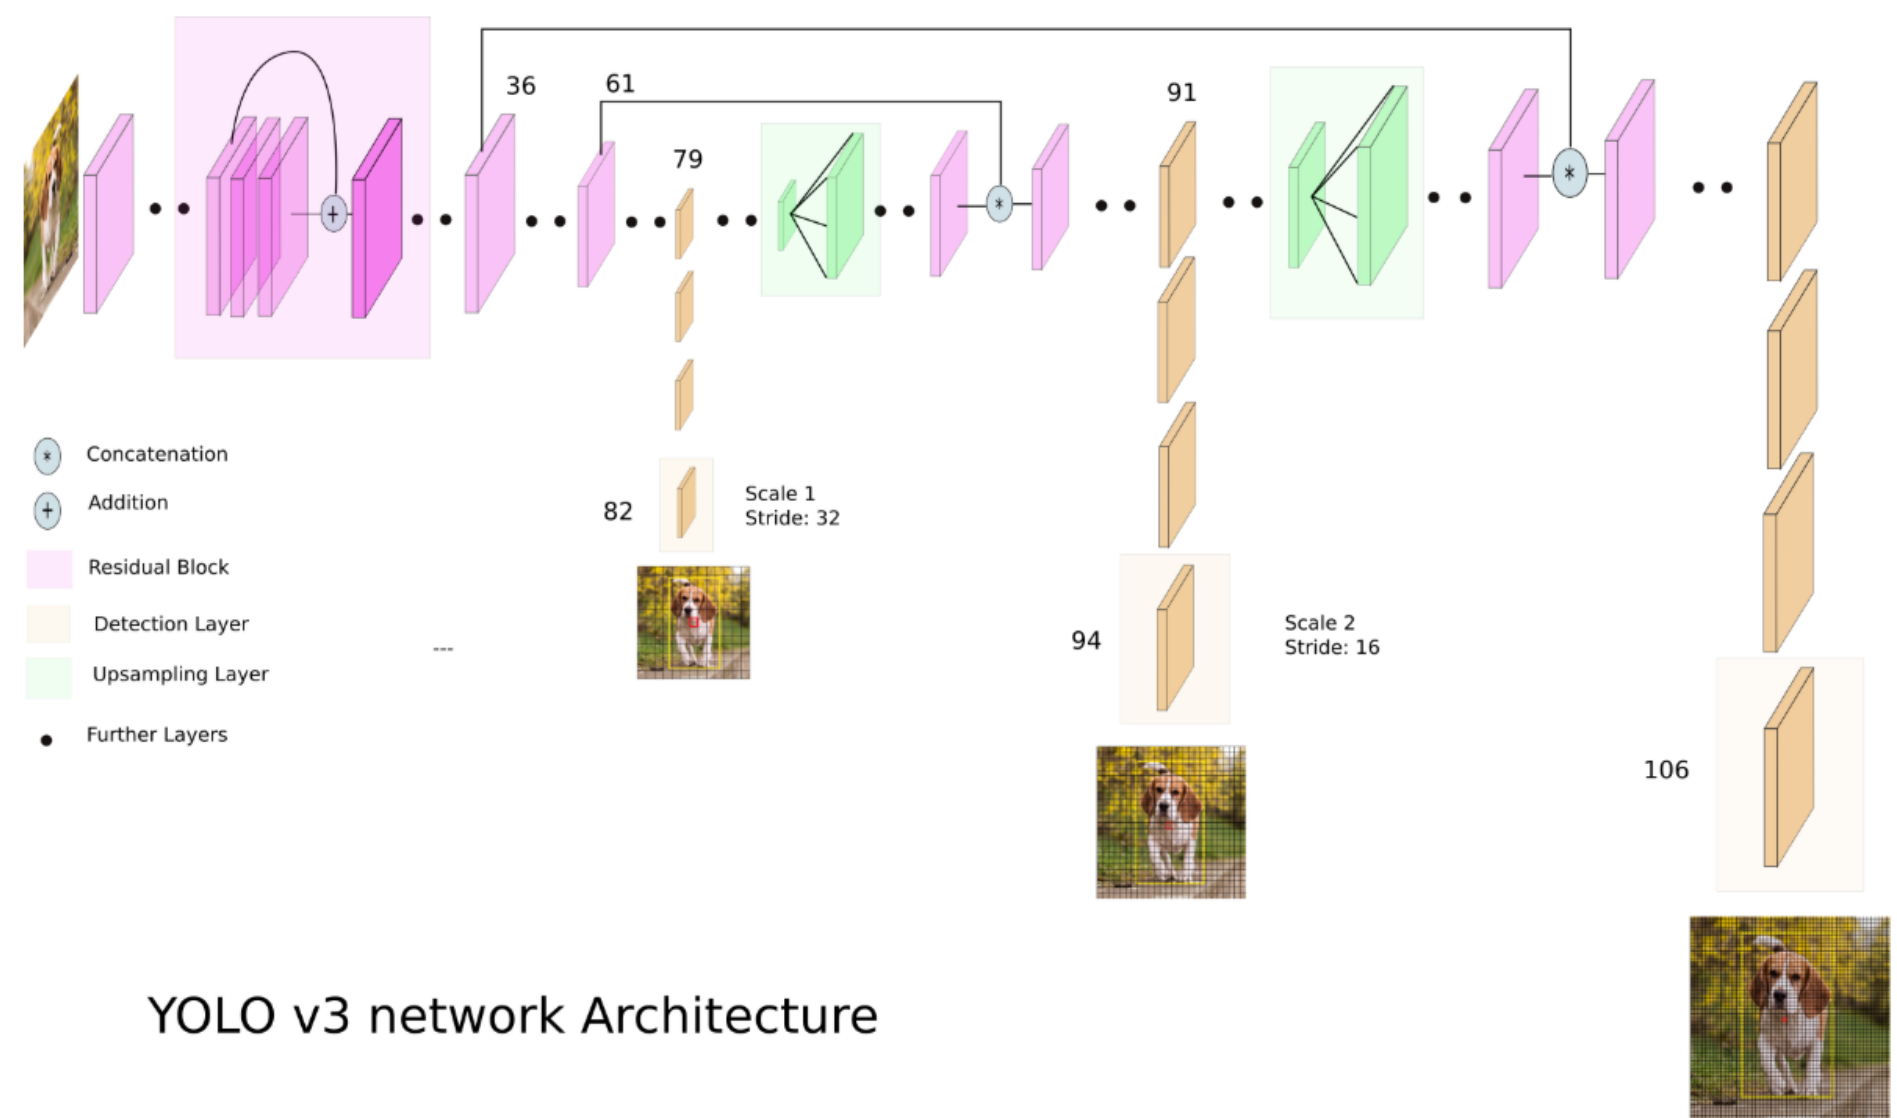 36
61
91
79
*
*
+
*
Concatenation
+
Addition
Residual Block
Detection Layer
Upsampling Layer
Further Layers
---
82
Scale 1
Stride: 32
94
Scale 2
Stride: 16
106
YOLO v3 network Architecture